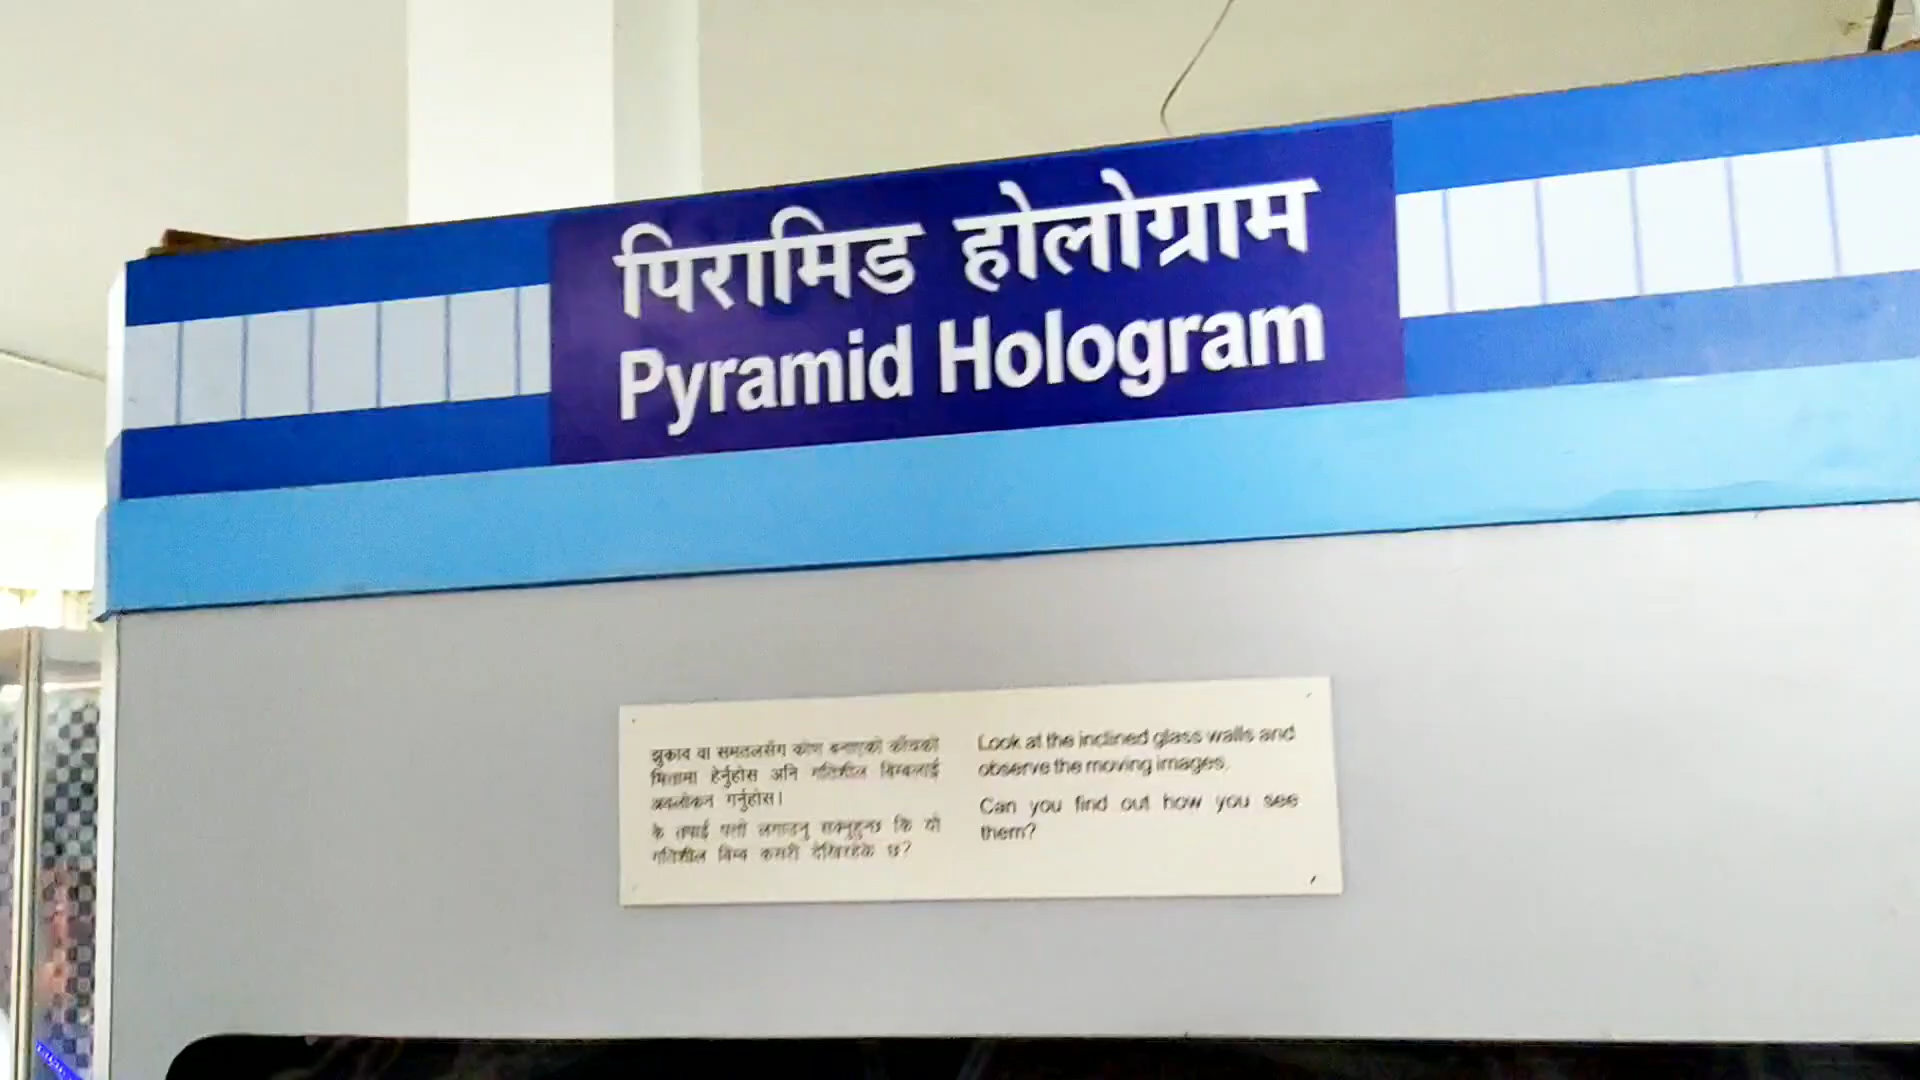 पिरामिड होलोग्राम
Pyramid Hologram
झुकाव वा समतलसँग कोण बनाएको काँचको
भित्तामा हेर्नुहोस अनि गतिशील बिम्बलाई
अवलोकन गर्नुहोस।
के तपाई पत्तो लगाउनु सक्नुहुन्छ कि यो
गतिशील बिम्ब कसरी देखिरहेके छ?
Look at the inclined glass walls and
observe the moving images.
Can you find out how you see
them?